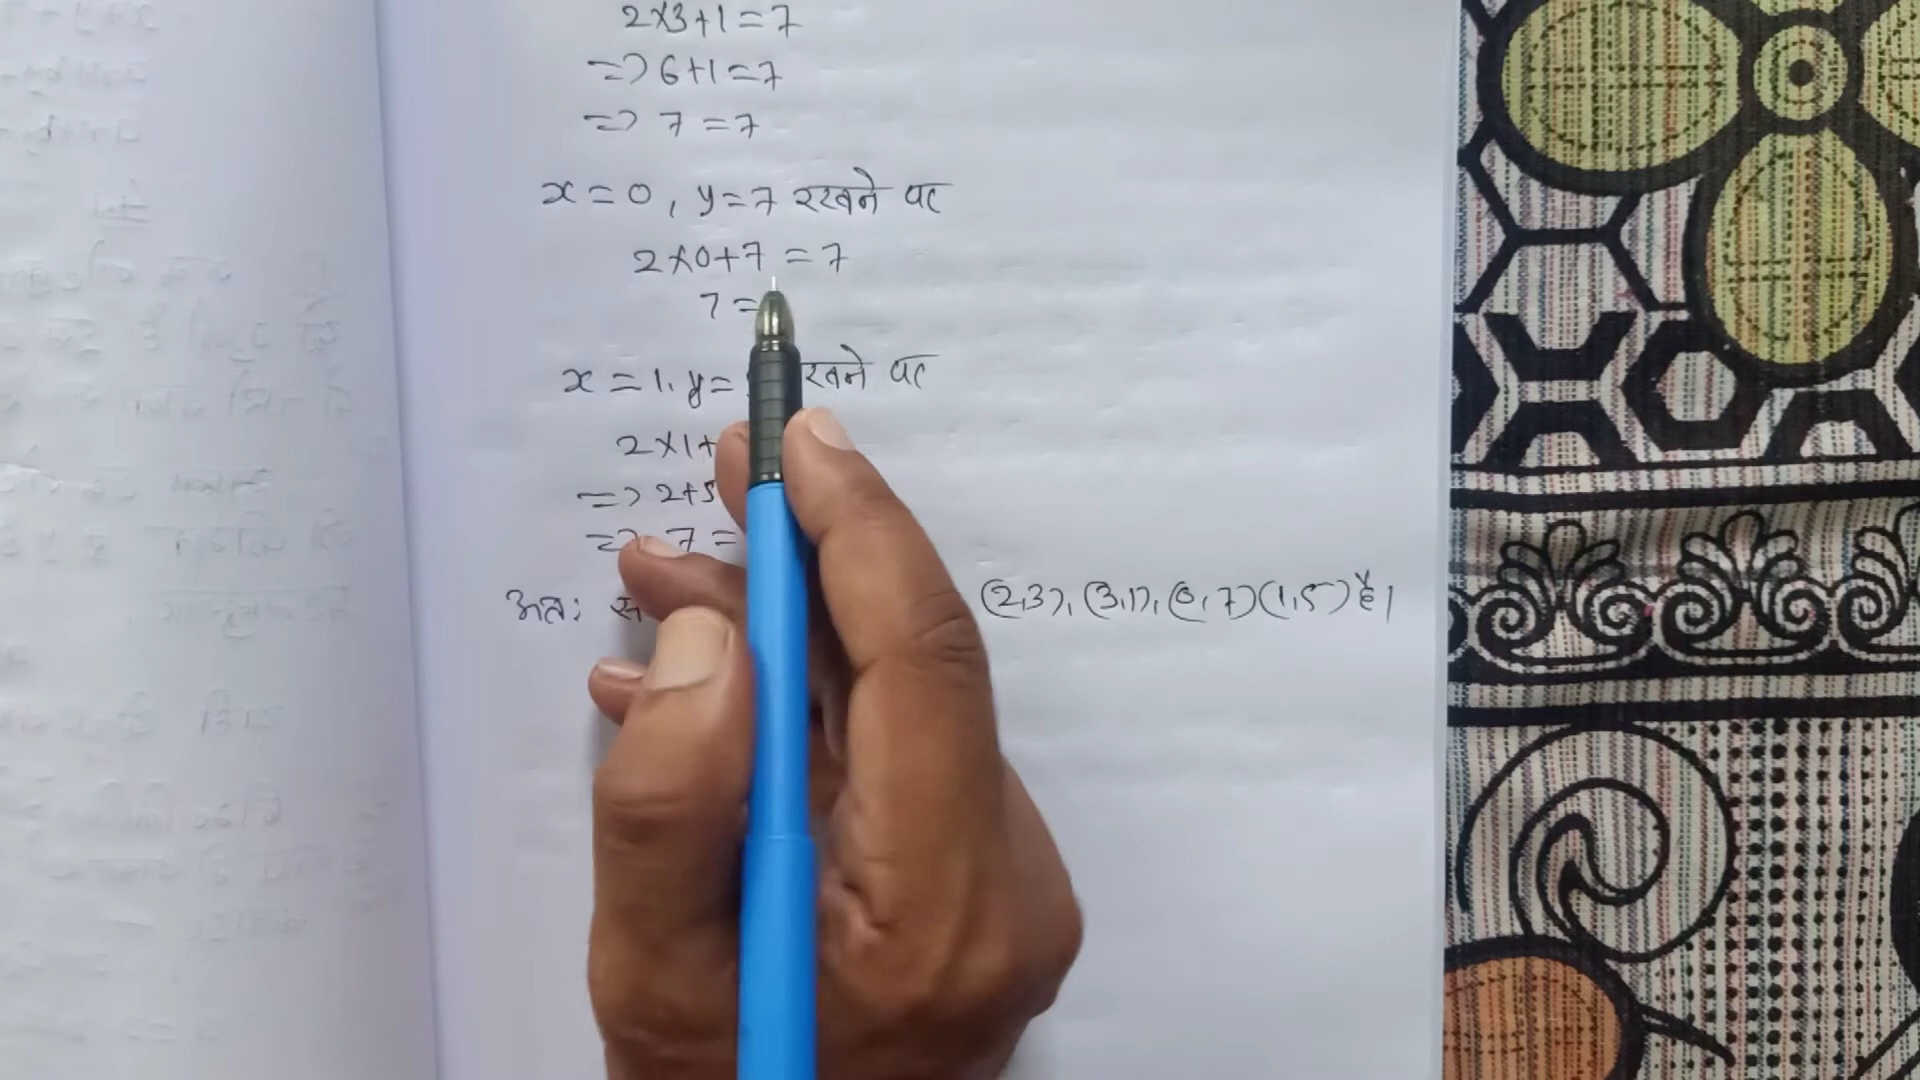 2×3+1=7
=> 6+1=7
=> 7=7
x=0, y=7 रखने पर
2×0+7=7
7=
x=1, y= रखने पर
2×1+
=> 2+5
=> 7=
अतः (2,3), (3,1), (0,7) (1,5) हैं।